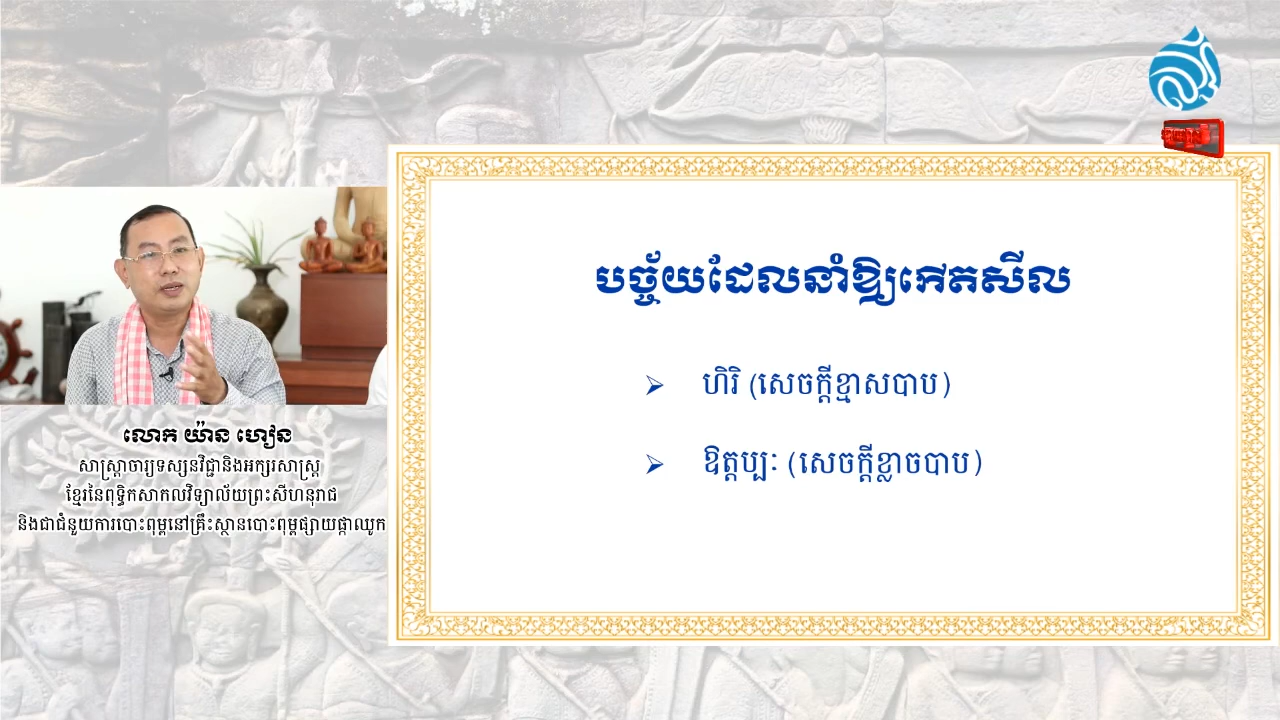 បច្ច័យដែលនាំឱ្យកើតសីល
ហិរិ (សេចក្ដីខ្មាសបាប)
ឱត្តប្បៈ (សេចក្ដីខ្លាចបាប)
លោក យ៉ាន ហឿន
សាស្ត្រាចារ្យទស្សនវិជ្ជានិងអក្សរសាស្ត្រ
ខ្មែរនៃពុទ្ធិកសាកលវិទ្យាល័យព្រះសីហនុរាជ
និងជាជំនួយការបោះពុម្ពនៅគ្រឹះស្ថានបោះពុម្ពផ្សាយផ្កាឈូក